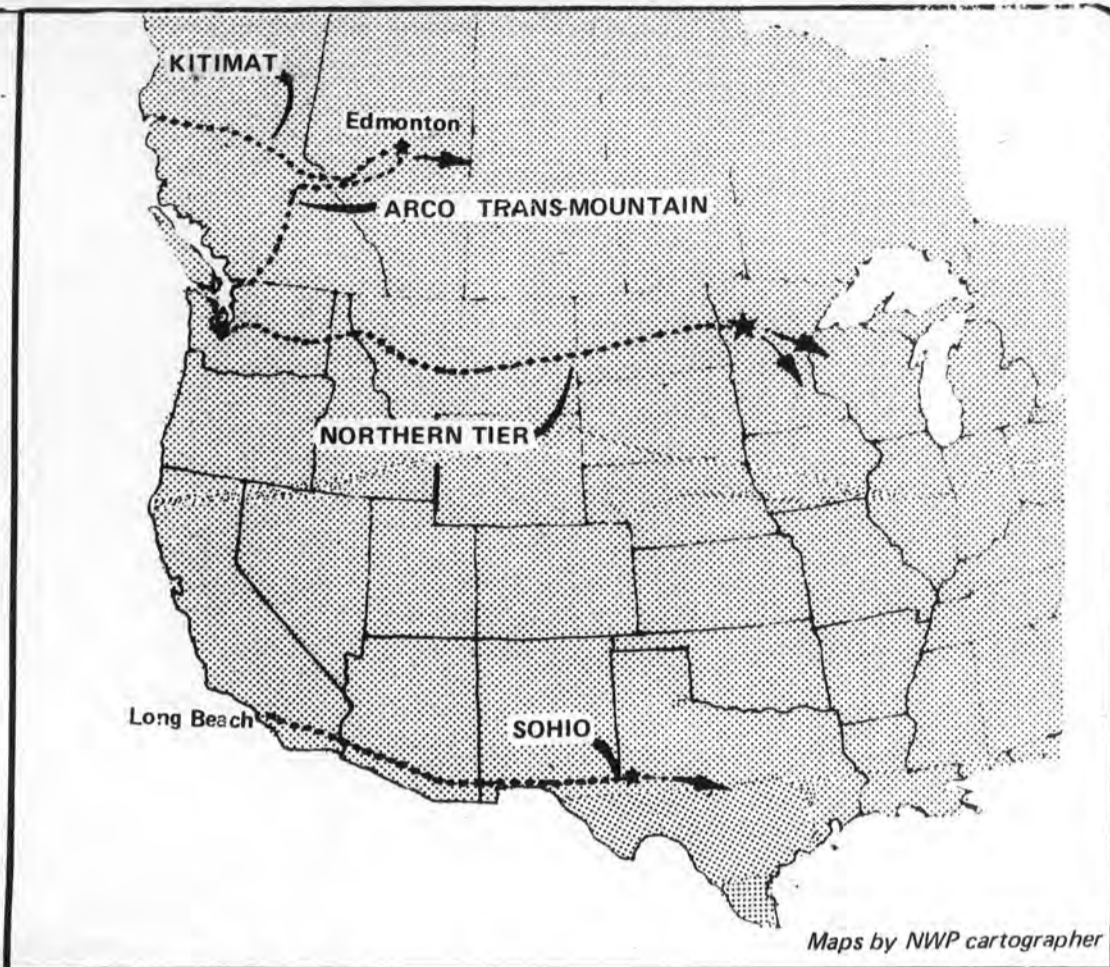 KITIMAT
Edmonton
ARCO TRANS-MOUNTAIN
NORTHERN TIER
Long Beach
SOHIO
Maps by NWP cartographer